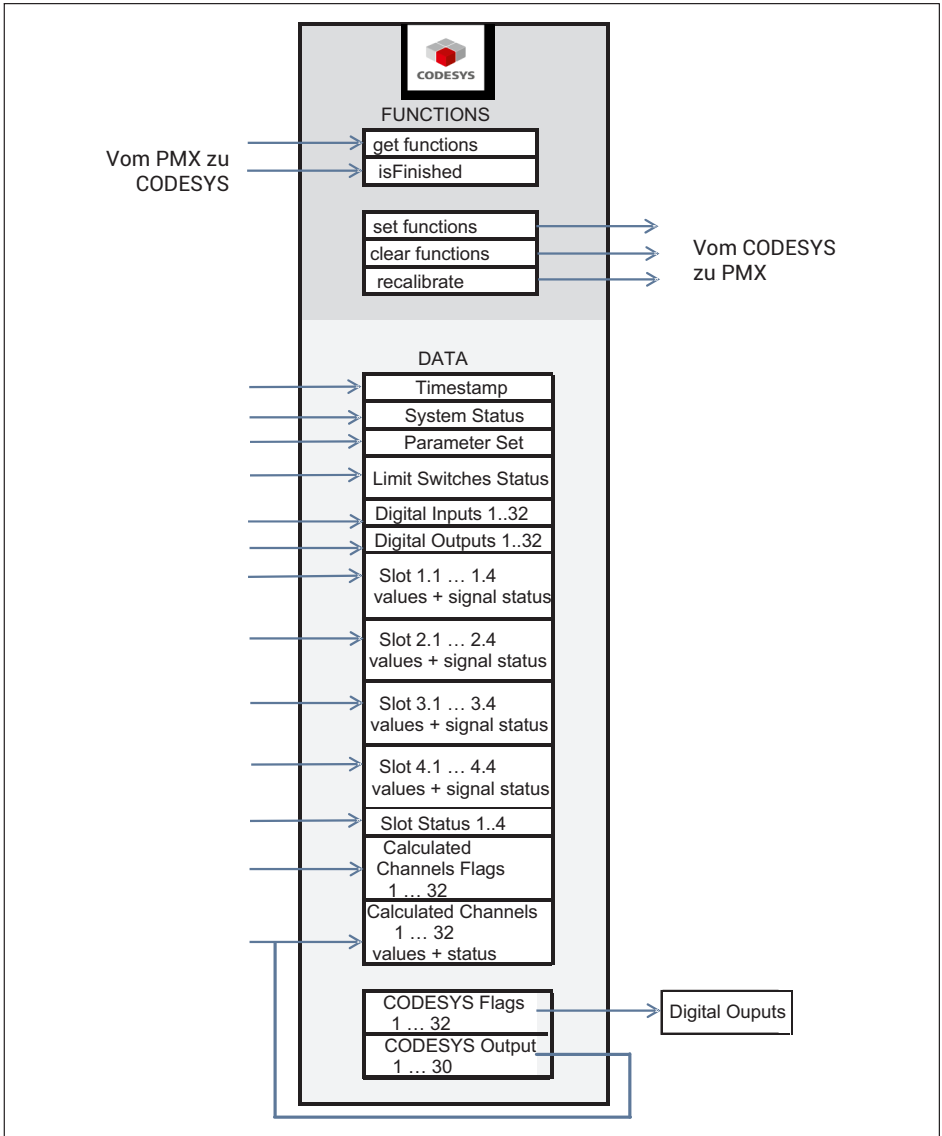 CODESYS
FUNCTIONS
Vom PMX zu
CODESYS
get functions
isFinished
set functions
clear functions
recalibrate
Vom CODESYS
zu PMX
DATA
Timestamp
System Status
Parameter Set
Limit Switches Status
Digital Inputs 1..32
Digital Outputs 1..32
Slot 1.1 … 1.4
values + signal status
Slot 2.1 … 2.4
values + signal status
Slot 3.1 … 3.4
values + signal status
Slot 4.1 … 4.4
values + signal status
Slot Status 1..4
Calculated
Channels Flags
1 … 32
Calculated Channels
1 … 32
values + status
CODESYS Flags
1 … 32
Digital Ouputs
CODESYS Output
1 … 30